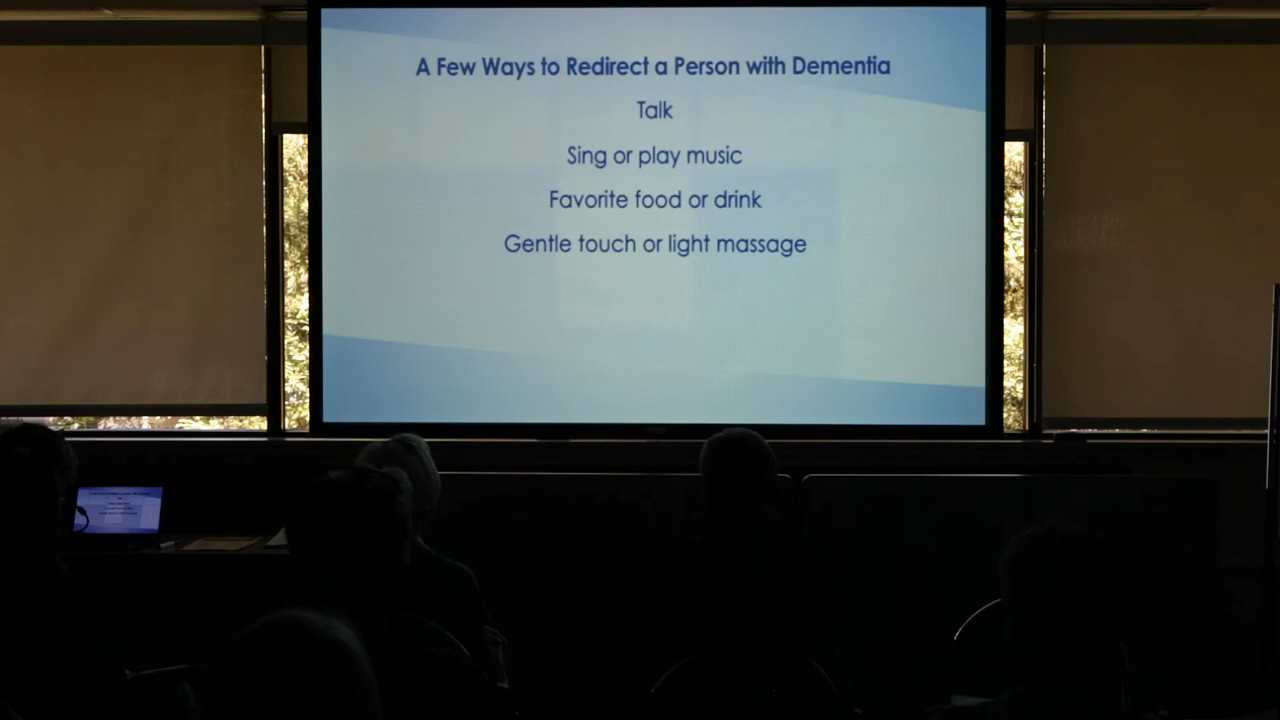 A Few Ways to Redirect a Person with Dementia
Talk
Sing or play music
Favorite food or drink
Gentle touch or light massage